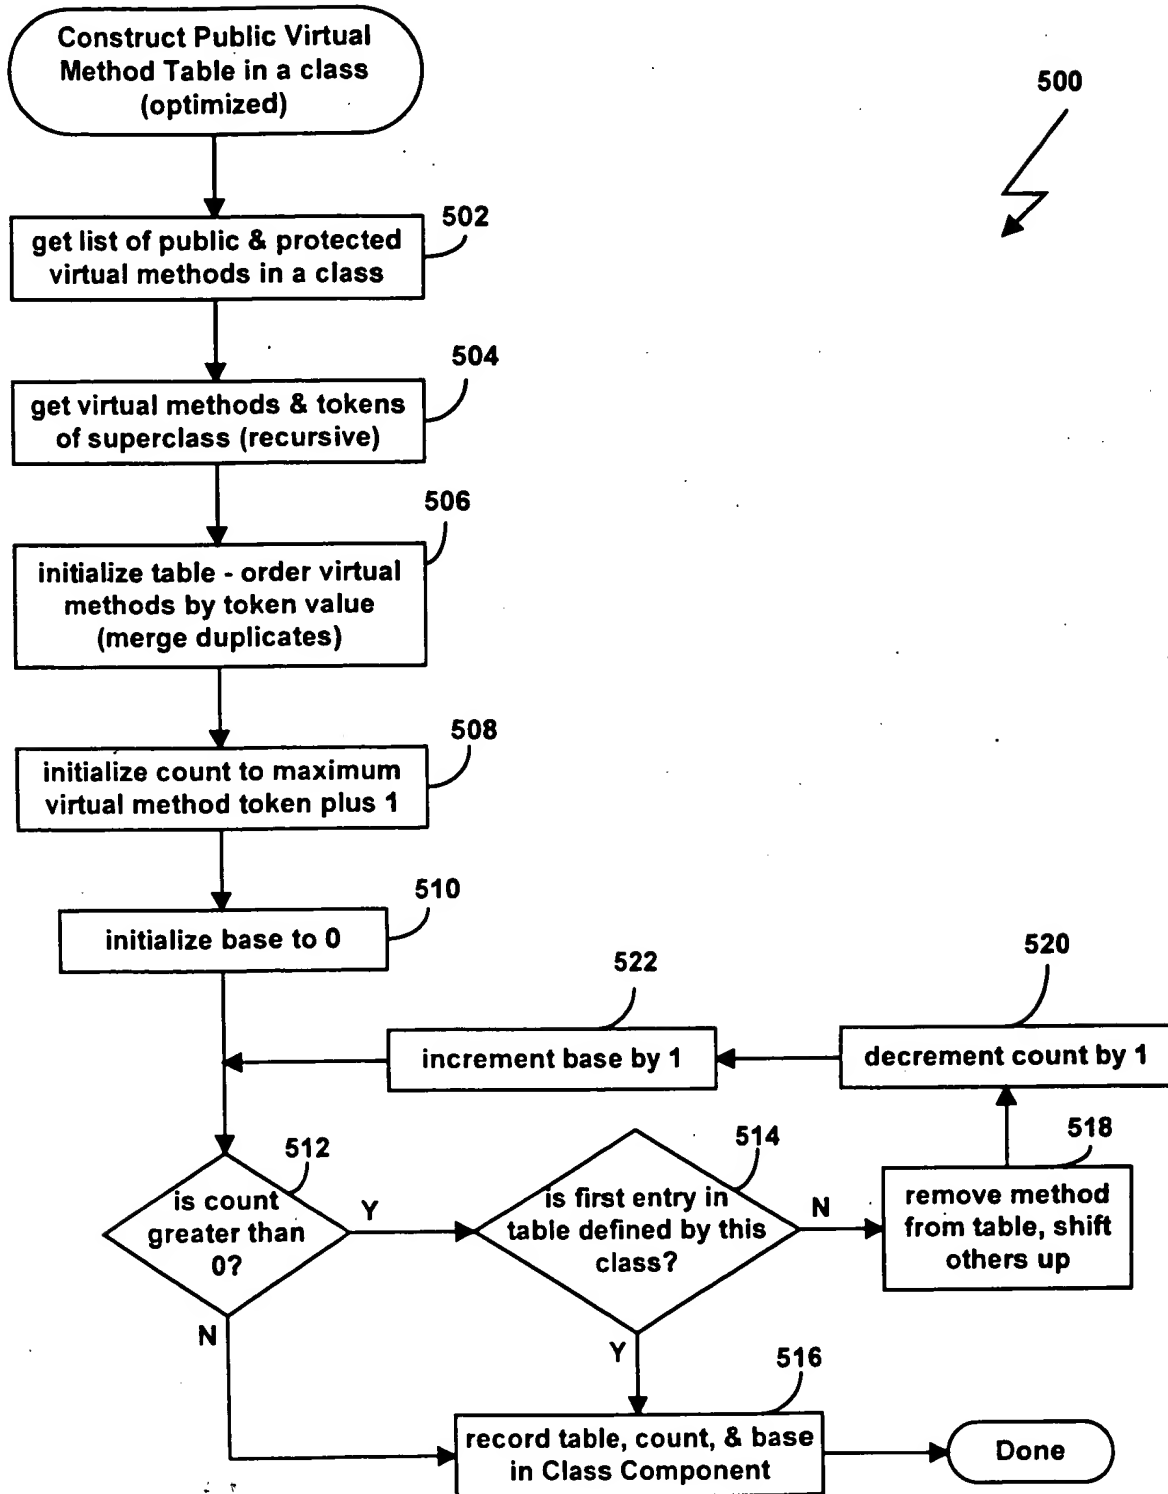 Construct Public Virtual
Method Table in a class
(optimized)
500
502
get list of public & protected
virtual methods in a class
504
get virtual methods & tokens
of superclass (recursive)
506
initialize table - order virtual
methods by token value
(merge duplicates)
508
initialize count to maximum
virtual method token plus 1
510
initialize base to 0
520
522
increment base by 1
decrement count by 1
512
514
518
is count
greater than
0?
Y
is first entry in
table defined by this
class?
N
remove method
from table, shift
others up
N
Y
516
record table, count, & base
in Class Component
Done